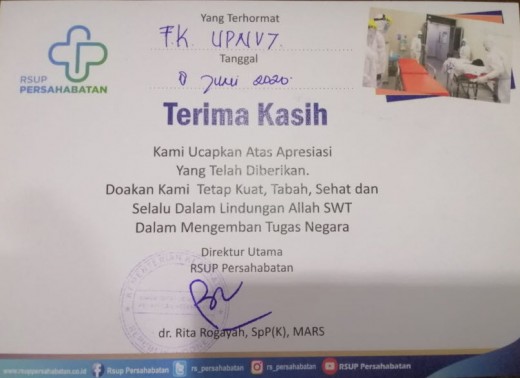 Yang Terhormat
F.K. UPNVJ.
Tanggal
8 Juni 2020.
RSUP
PERSAHABATAN
Terima Kasih
Kami Ucapkan Atas Apresiasi
Yang Telah Diberikan.
Doakan Kami Tetap Kuat, Tabah, Sehat dan
Selalu Dalam Lindungan Allah SWT
Dalam Mengemban Tugas Negara
Direktur Utama
RSUP Persahabatan
dr. Rita Rogayah, SpP(K), MARS
www.rsuppersahabatan.co.id
Rsup Persahabatan
rs_persahabatan
rs_persahabatan
RSUP Persahabatan